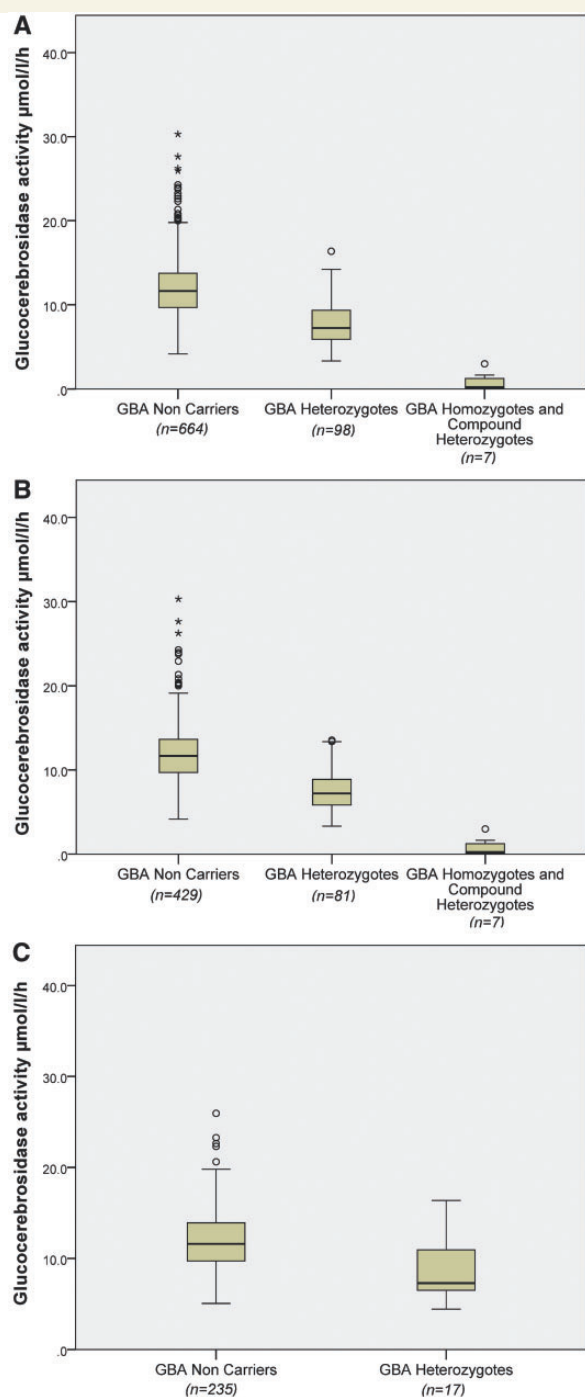 A
Glucocerebrosidase activity µmol/l/h
40.0
30.0
20.0
10.0
.0
GBA Non Carriers
(n=664)
GBA Heterozygotes
(n=98)
GBA Homozygotes and
Compound
Heterozygotes
(n=7)
B
Glucocerebrosidase activity µmol/l/h
40.0
30.0
20.0
10.0
.0
GBA Non Carriers
(n=429)
GBA Heterozygotes
(n=81)
GBA Homozygotes and
Compound
Heterozygotes
(n=7)
C
Glucocerebrosidase activity µmol/l/h
40.0
30.0
20.0
10.0
.0
GBA Non Carriers
(n=235)
GBA Heterozygotes
(n=17)